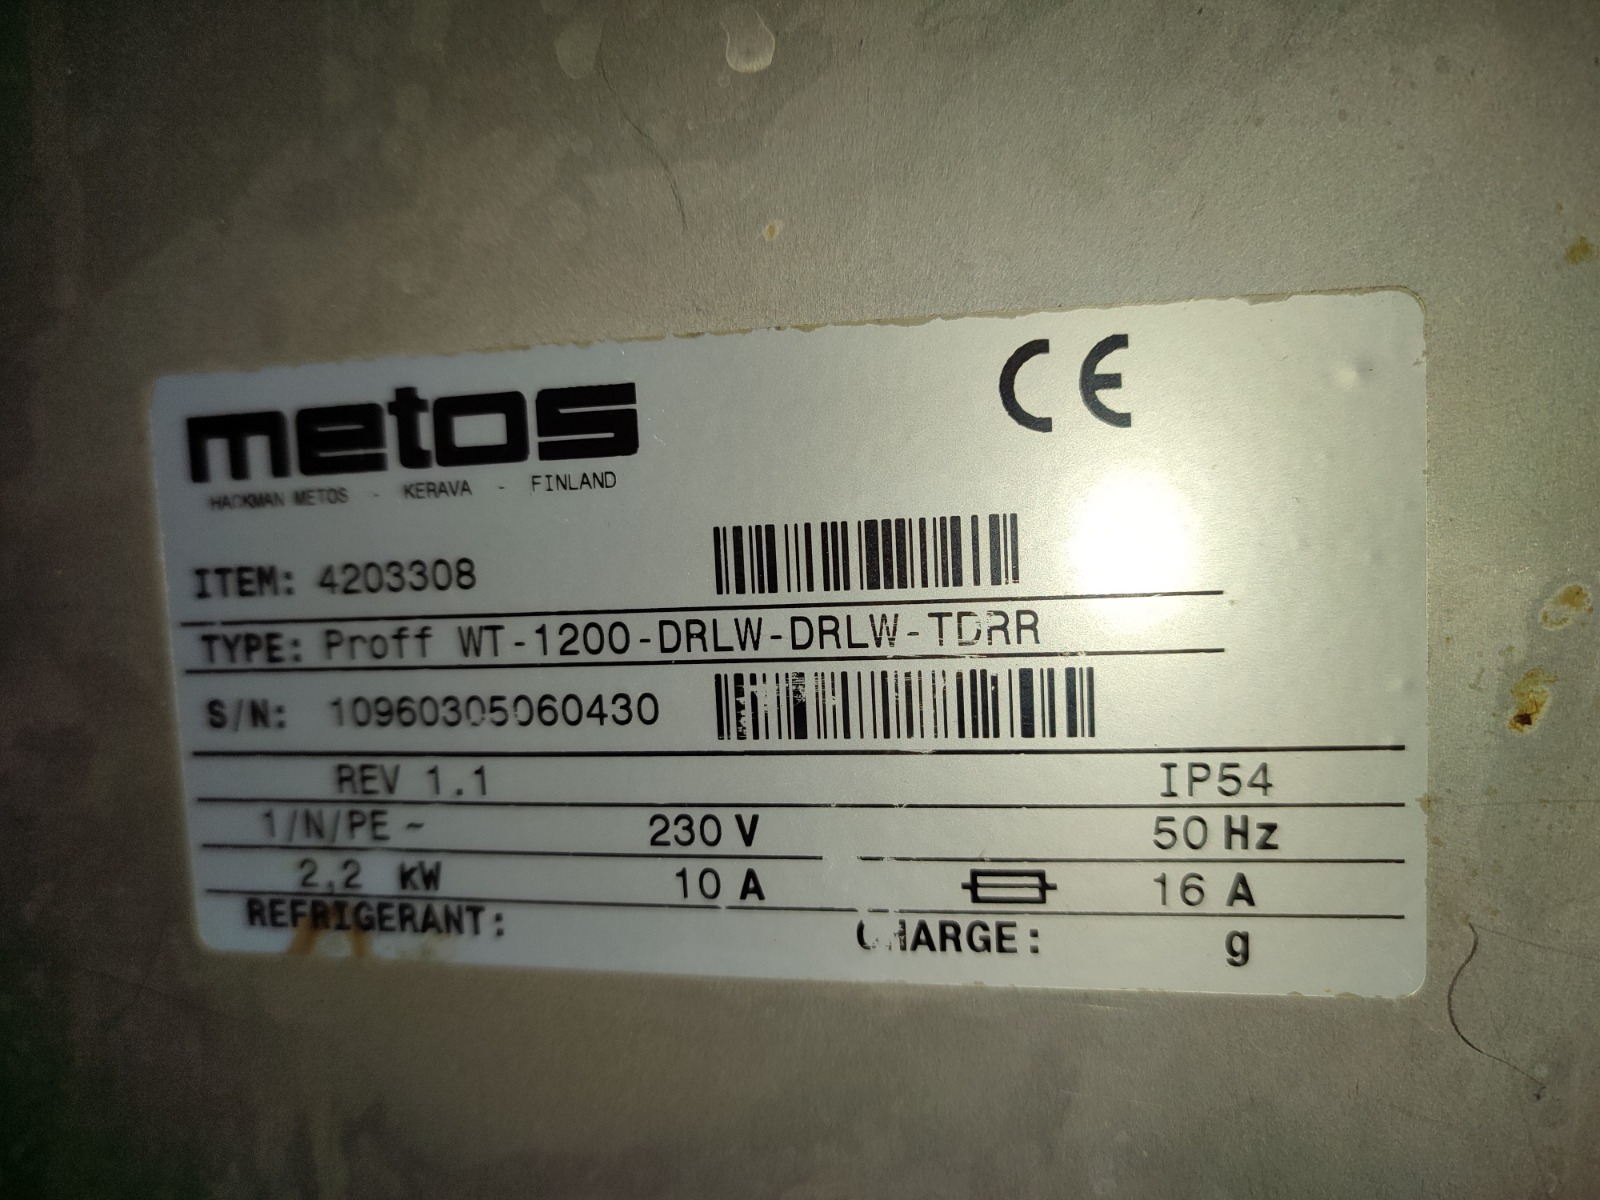 metos
CE
HACKMAN METOS - KERAVA - FINLAND
ITEM: 4203308
TYPE: Proff WT-1200-DRLW-DRLW-TDRR
S/N: 10960305060430
REV 1.1 IP54
1/N/PE ~ 230 V 50 Hz
2,2 kW 10 A 16 A
REFRIGERANT: CHARGE: g